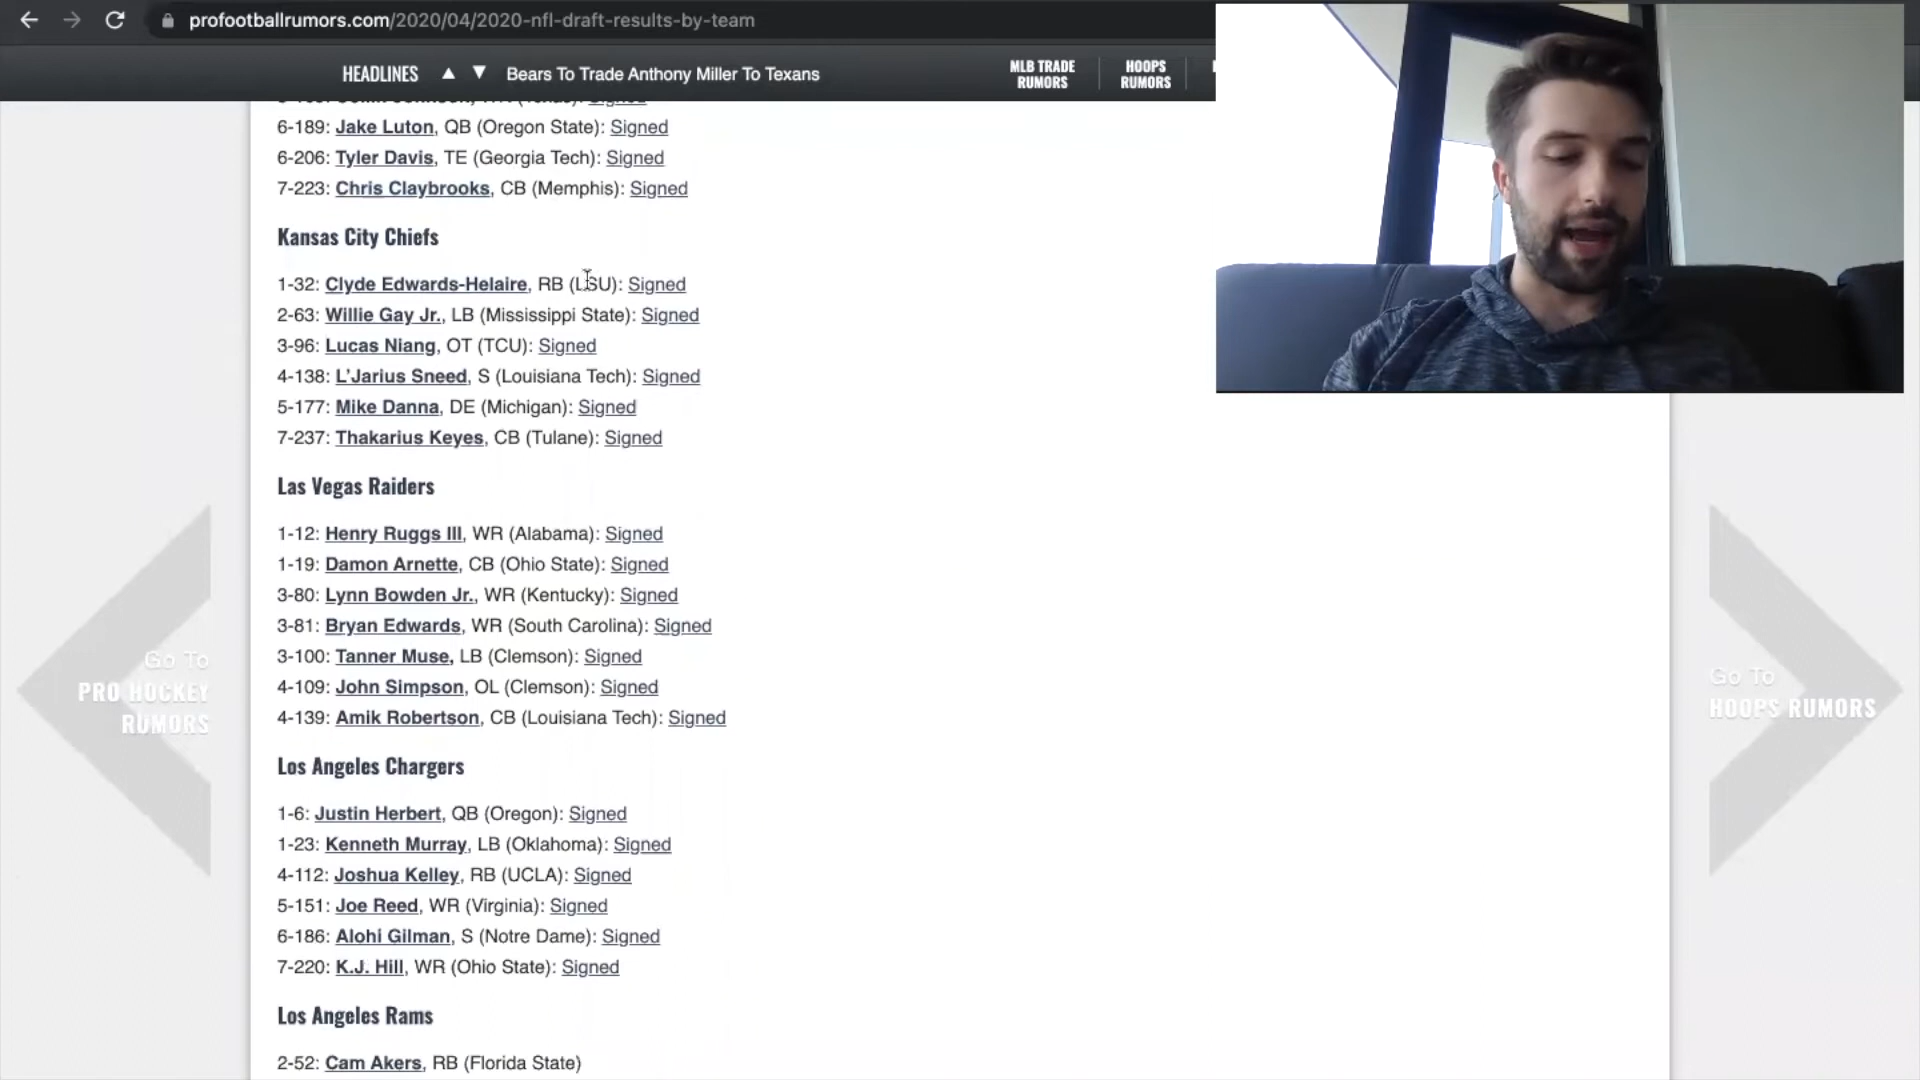 profootballrumors.com/2020/04/2020-nfl-draft-results-by-team
HEADLINES ▲ ▼ Bears To Trade Anthony Miller To Texans
MLB TRADE
RUMORS
HOOPS
RUMORS
6-189: Jake Luton, QB (Oregon State): Signed
6-206: Tyler Davis, TE (Georgia Tech): Signed
7-223: Chris Claybrooks, CB (Memphis): Signed
Kansas City Chiefs
1-32: Clyde Edwards-Helaire, RB (LSU): Signed
2-63: Willie Gay Jr., LB (Mississippi State): Signed
3-96: Lucas Niang, OT (TCU): Signed
4-138: L’Jarius Sneed, S (Louisiana Tech): Signed
5-177: Mike Danna, DE (Michigan): Signed
7-237: Thakarius Keyes, CB (Tulane): Signed
Las Vegas Raiders
1-12: Henry Ruggs III, WR (Alabama): Signed
1-19: Damon Arnette, CB (Ohio State): Signed
3-80: Lynn Bowden Jr., WR (Kentucky): Signed
3-81: Bryan Edwards, WR (South Carolina): Signed
3-100: Tanner Muse, LB (Clemson): Signed
4-109: John Simpson, OL (Clemson): Signed
4-139: Amik Robertson, CB (Louisiana Tech): Signed
Los Angeles Chargers
1-6: Justin Herbert, QB (Oregon): Signed
1-23: Kenneth Murray, LB (Oklahoma): Signed
4-112: Joshua Kelley, RB (UCLA): Signed
5-151: Joe Reed, WR (Virginia): Signed
6-186: Alohi Gilman, S (Notre Dame): Signed
7-220: K.J. Hill, WR (Ohio State): Signed
Los Angeles Rams
2-52: Cam Akers, RB (Florida State)
Go To
PRO HOCKEY
RUMORS
Go To
HOOPS RUMORS